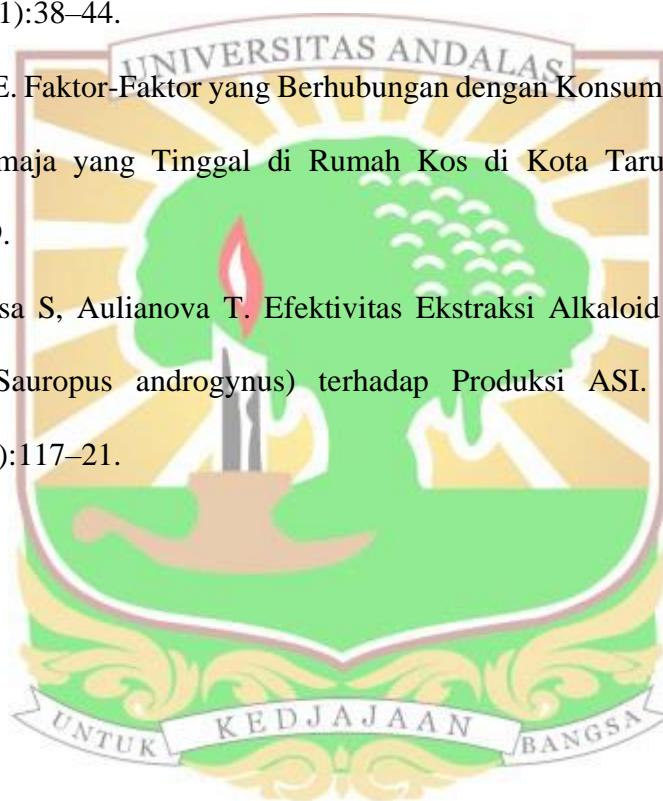 1):38–44.
UNIVERSITAS ANDALAS
E. Faktor-Faktor yang Berhubungan dengan Konsum
maja yang Tinggal di Rumah Kos di Kota Taru
).
sa S, Aulianova T. Efektivitas Ekstraksi Alkaloid
Sauropus androgynus) terhadap Produksi ASI.
):117–21.
UNTUK KEDJAJAAN BANGSA